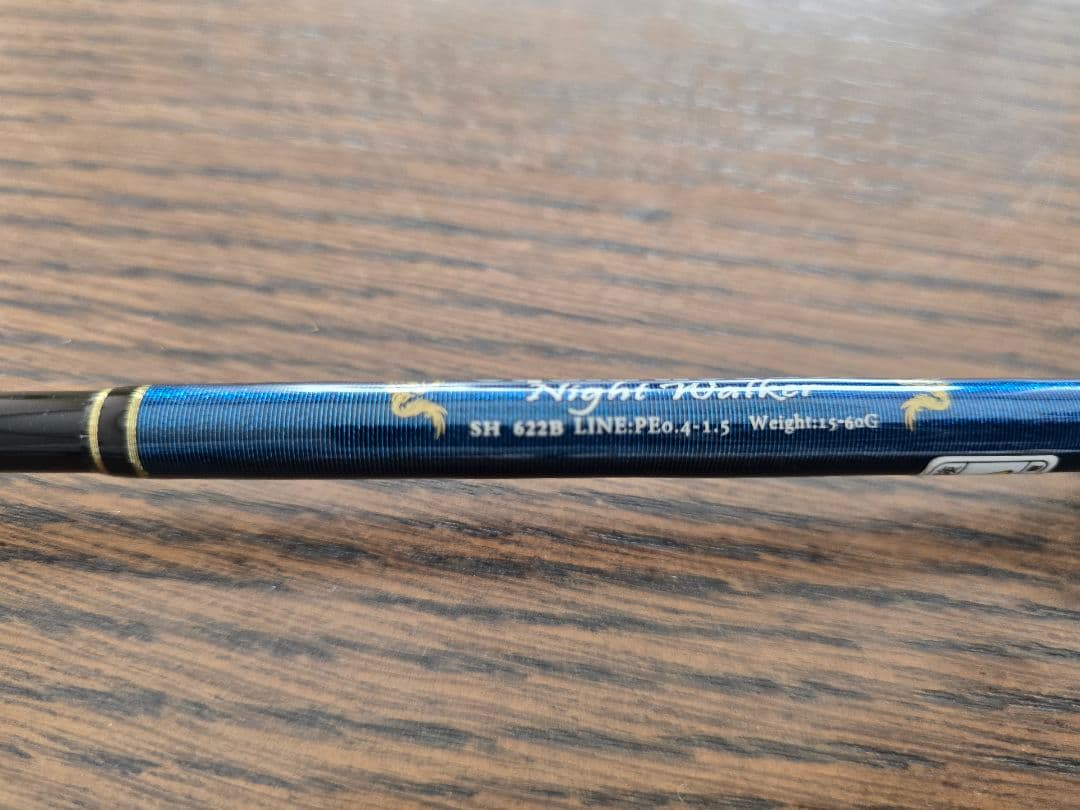 Night Walker
SH 622B LINE:PE0.4-1.5 Weight:15-60G